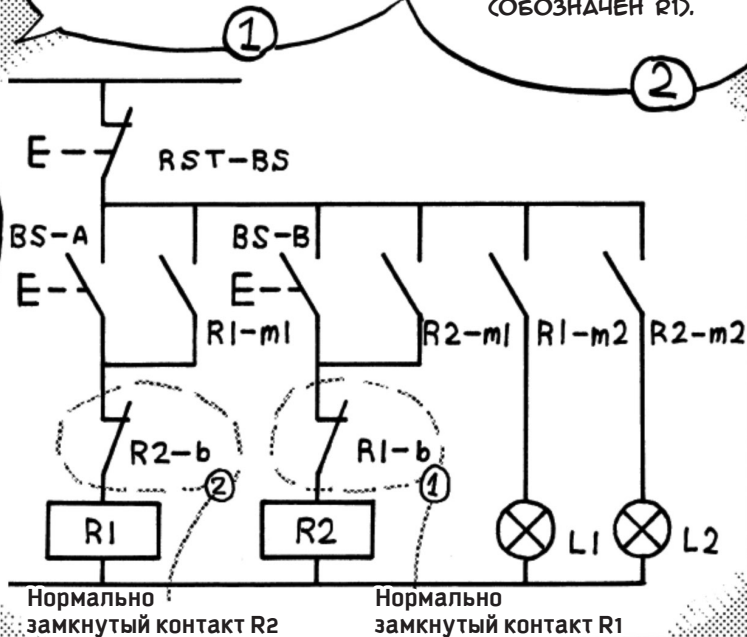 (ОБОЗНАЧЕН R1).
1
2
E
RST-BS
BS-A
BS-B
E
E
R1-m1
R2-m1
R1-m2
R2-m2
R2-b
R1-b
2
1
R1
R2
L1
L2
Нормально
замкнутый контакт R2
Нормально
замкнутый контакт R1